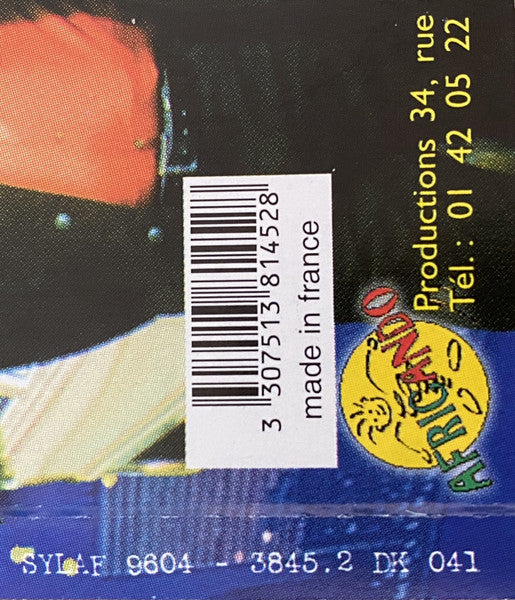 Productions 34, rue
Tél. : 01 42 05 22
AFRICANDO
3 307513 814528
made in france
SYLAF 9604 - 3845.2 DK 041